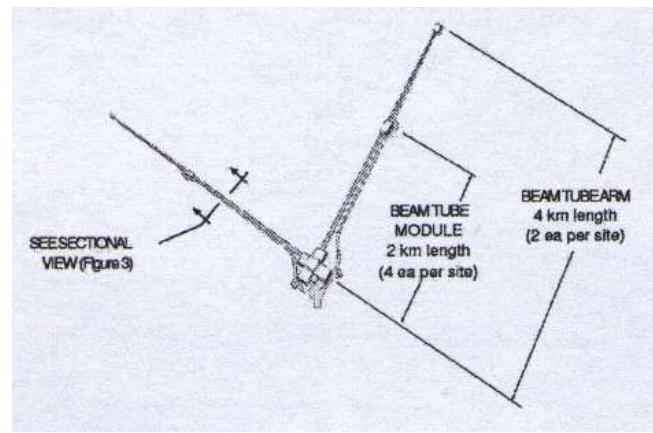 SEE SECTIONAL
VIEW (Figure 3)
BEAM TUBE
MODULE
2 km length
(4 ea per site)
BEAM TUBE ARM
4 km length
(2 ea per site)